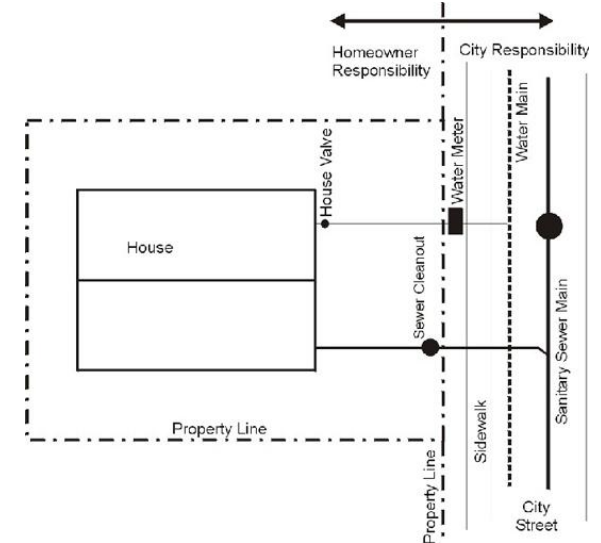 Homeowner
Responsibility
City Responsibility
House Valve
Water Meter
Water Main
House
Sewer Cleanout
Sanitary Sewer Main
Property Line
Sidewalk
Property Line
City
Street